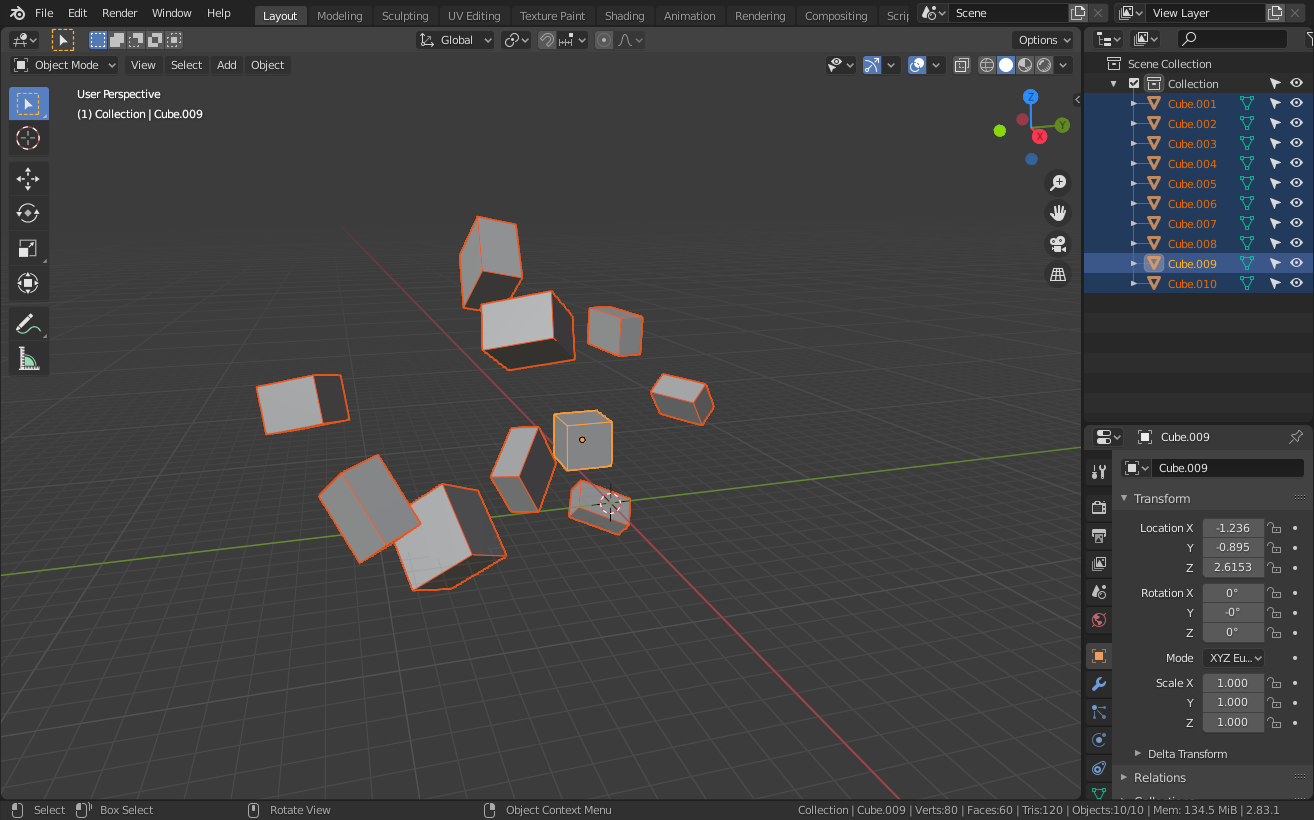 File Edit Render Window Help Layout Modeling Sculpting UV Editing Texture Paint Shading Animation Rendering Compositing Scrip Scene View Layer
Global Options
Object Mode View Select Add Object
User Perspective
(1) Collection | Cube.009
Z
Y
X
Scene Collection
Collection
Cube.001
Cube.002
Cube.003
Cube.004
Cube.005
Cube.006
Cube.007
Cube.008
Cube.009
Cube.010
Cube.009
Cube.009
Transform
Location X -1.236
Y -0.895
Z 2.6153
Rotation X 0°
Y -0°
Z 0°
Mode XYZ Eu...
Scale X 1.000
Y 1.000
Z 1.000
Delta Transform
Relations
Select Box Select Rotate View Object Context Menu Collection | Cube.009 | Verts:80 | Faces:60 | Tris:120 | Objects:10/10 | Mem: 134.5 MiB | 2.83.1